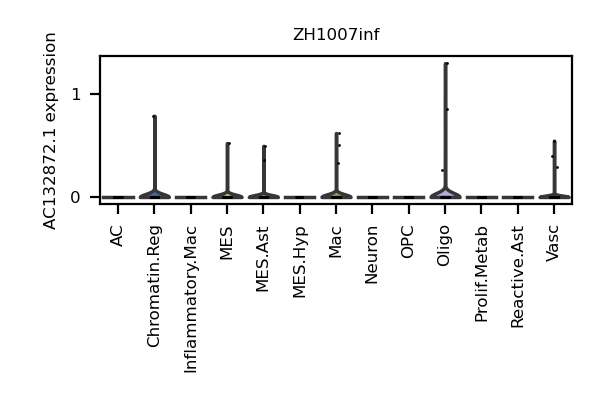 ZH1007inf
AC132872.1 expression
1
0
AC
Chromatin.Reg
Inflammatory.Mac
MES
MES.Ast
MES.Hyp
Mac
Neuron
OPC
Oligo
Prolif.Metab
Reactive.Ast
Vasc